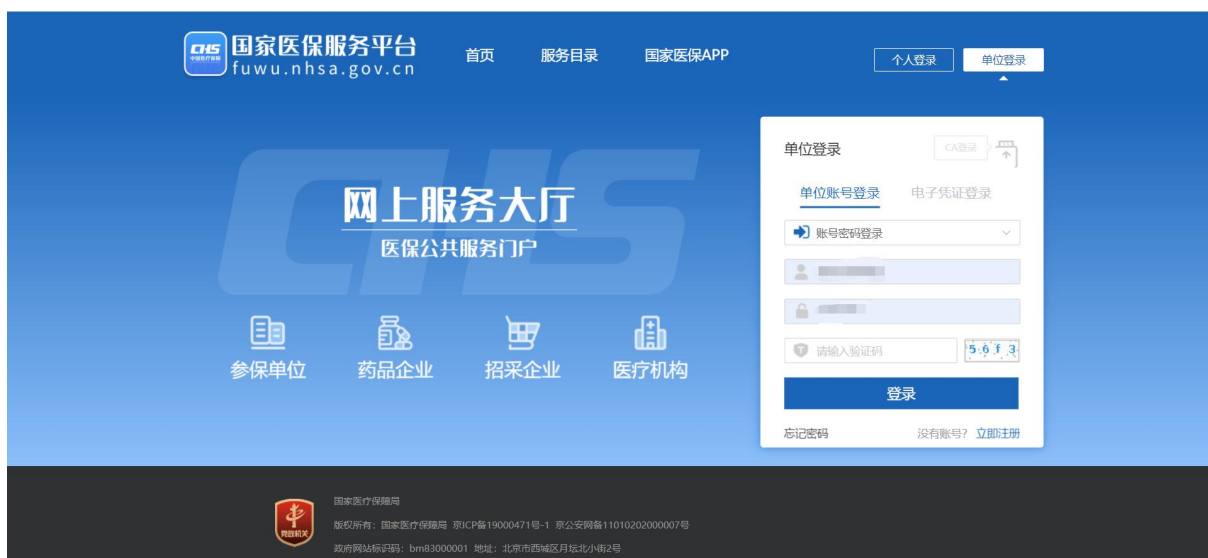 CHS 国家医保服务平台
fuwu.nhsa.gov.cn
首页 服务目录 国家医保APP
个人登录 单位登录
CHS
网上服务大厅
医保公共服务门户
参保单位 药品企业 招采企业 医疗机构
单位登录 CA登录
单位账号登录 电子凭证登录
账号密码登录
请输入验证码 5 6 f 3
登录
忘记密码 没有账号? 立即注册
国家医疗保障局
版权所有：国家医疗保障局 京ICP备19000471号-1 京公安网备11010202000007号
政府网站标识码：bm83000001 地址：北京市西城区月坛北小街2号
党政机关